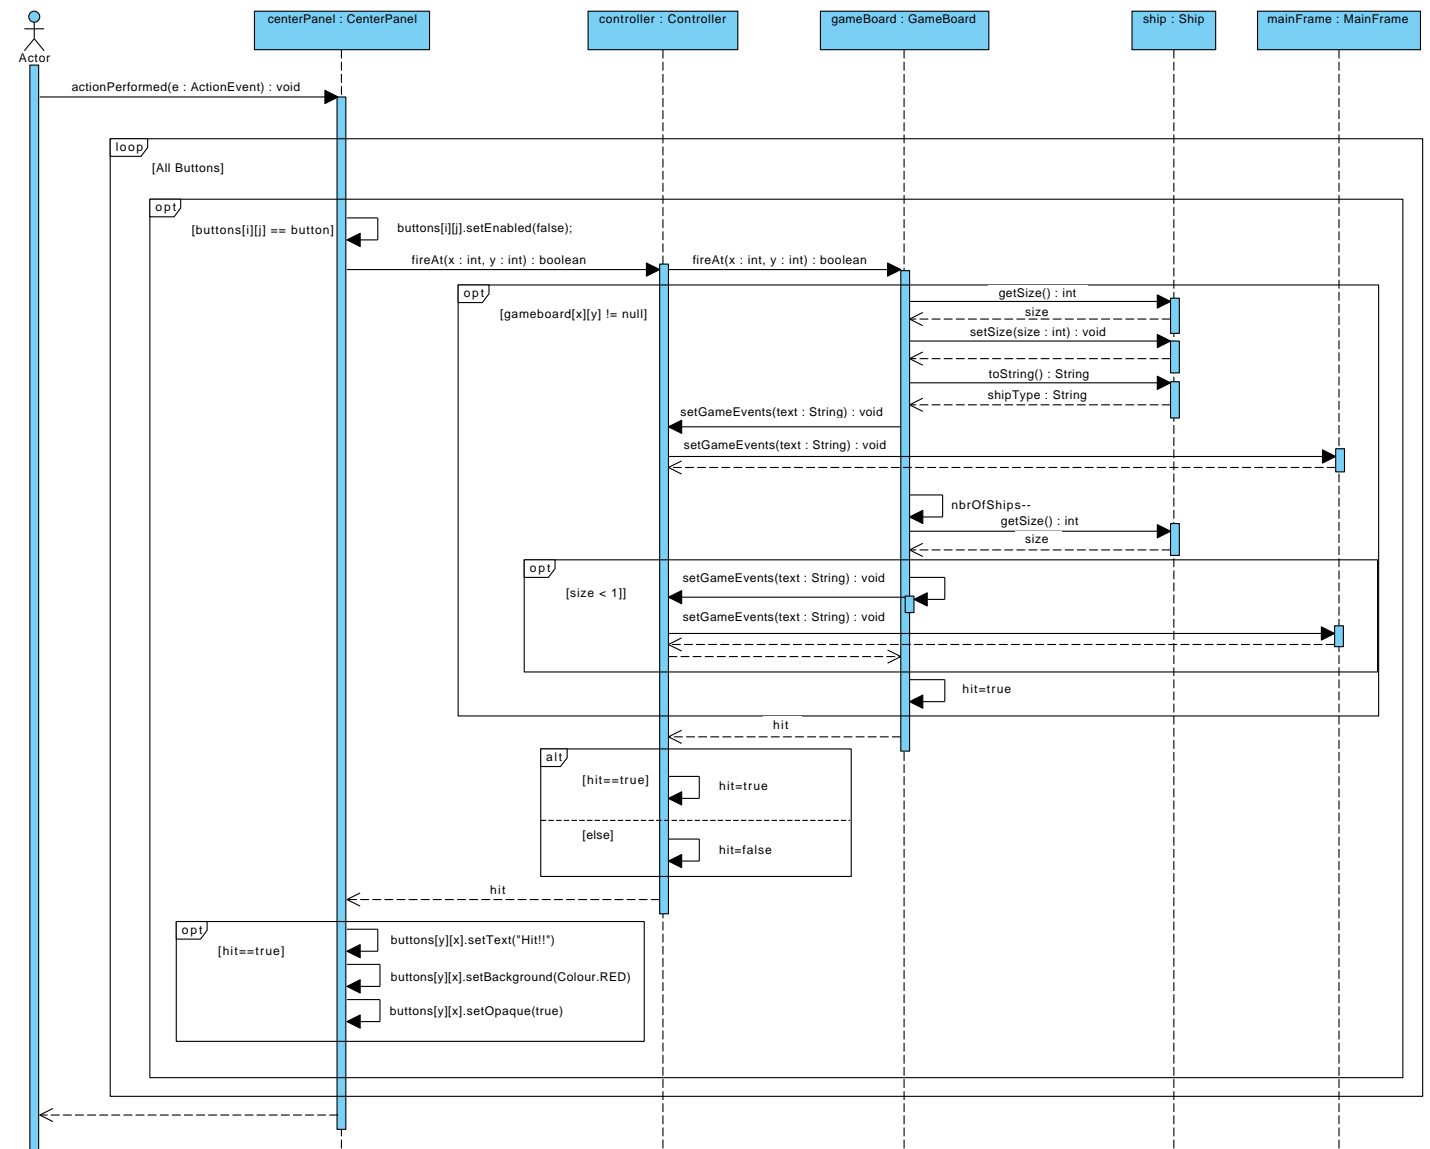 centerPanel : CenterPanel
controller : Controller
gameBoard : GameBoard
ship : Ship
mainFrame : MainFrame
Actor
actionPerformed(e : ActionEvent) : void
loop
[All Buttons]
opt
[buttons[i][j] == button]
buttons[i][j].setEnabled(false);
fireAt(x : int, y : int) : boolean
fireAt(x : int, y : int) : boolean
opt
[gameboard[x][y] != null]
getSize() : int
size
setSize(size : int) : void
toString() : String
shipType : String
setGameEvents(text : String) : void
setGameEvents(text : String) : void
nbrOfShips--
getSize() : int
size
opt
[size < 1]]
setGameEvents(text : String) : void
setGameEvents(text : String) : void
hit=true
hit
alt
[hit==true]
hit=true
[else]
hit=false
hit
opt
[hit==true]
buttons[y][x].setText("Hit!!")
buttons[y][x].setBackground(Colour.RED)
buttons[y][x].setOpaque(true)